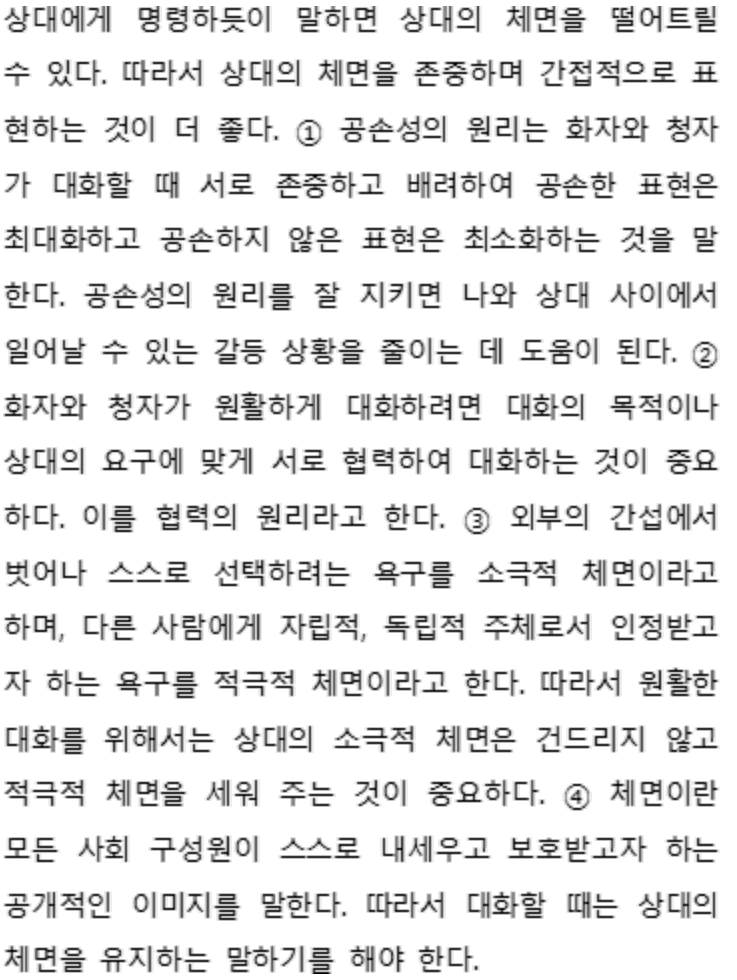 상대에게 명령하듯이 말하면 상대의 체면을 떨어트릴
수 있다. 따라서 상대의 체면을 존중하며 간접적으로 표
현하는 것이 더 좋다. ① 공손성의 원리는 화자와 청자
가 대화할 때 서로 존중하고 배려하여 공손한 표현은
최대화하고 공손하지 않은 표현은 최소화하는 것을 말
한다. 공손성의 원리를 잘 지키면 나와 상대 사이에서
일어날 수 있는 갈등 상황을 줄이는 데 도움이 된다. ②
화자와 청자가 원활하게 대화하려면 대화의 목적이나
상대의 요구에 맞게 서로 협력하여 대화하는 것이 중요
하다. 이를 협력의 원리라고 한다. ③ 외부의 간섭에서
벗어나 스스로 선택하려는 욕구를 소극적 체면이라고
하며, 다른 사람에게 자립적, 독립적 주체로서 인정받고
자 하는 욕구를 적극적 체면이라고 한다. 따라서 원활한
대화를 위해서는 상대의 소극적 체면은 건드리지 않고
적극적 체면을 세워 주는 것이 중요하다. ④ 체면이란
모든 사회 구성원이 스스로 내세우고 보호받고자 하는
공개적인 이미지를 말한다. 따라서 대화할 때는 상대의
체면을 유지하는 말하기를 해야 한다.